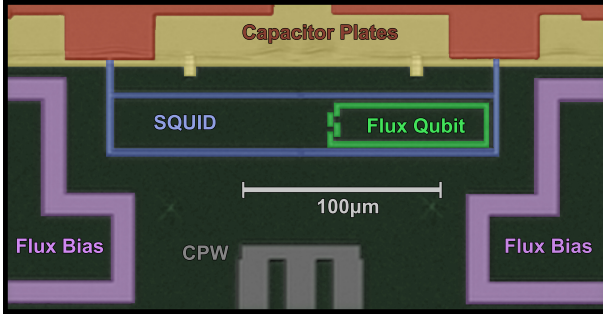 Capacitor Plates
SQUID
Flux Qubit
100μm
Flux Bias
CPW
Flux Bias